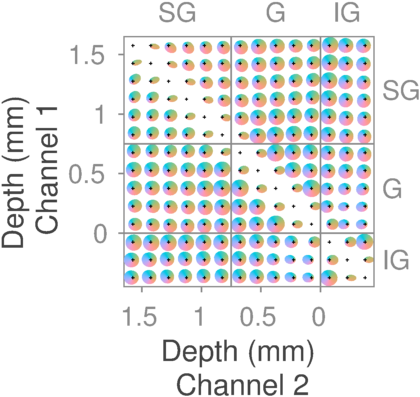 SG G IG
1.5
SG
1
Depth (mm)
Channel 1
0.5
G
0
IG
1.5 1 0.5 0
Depth (mm)
Channel 2